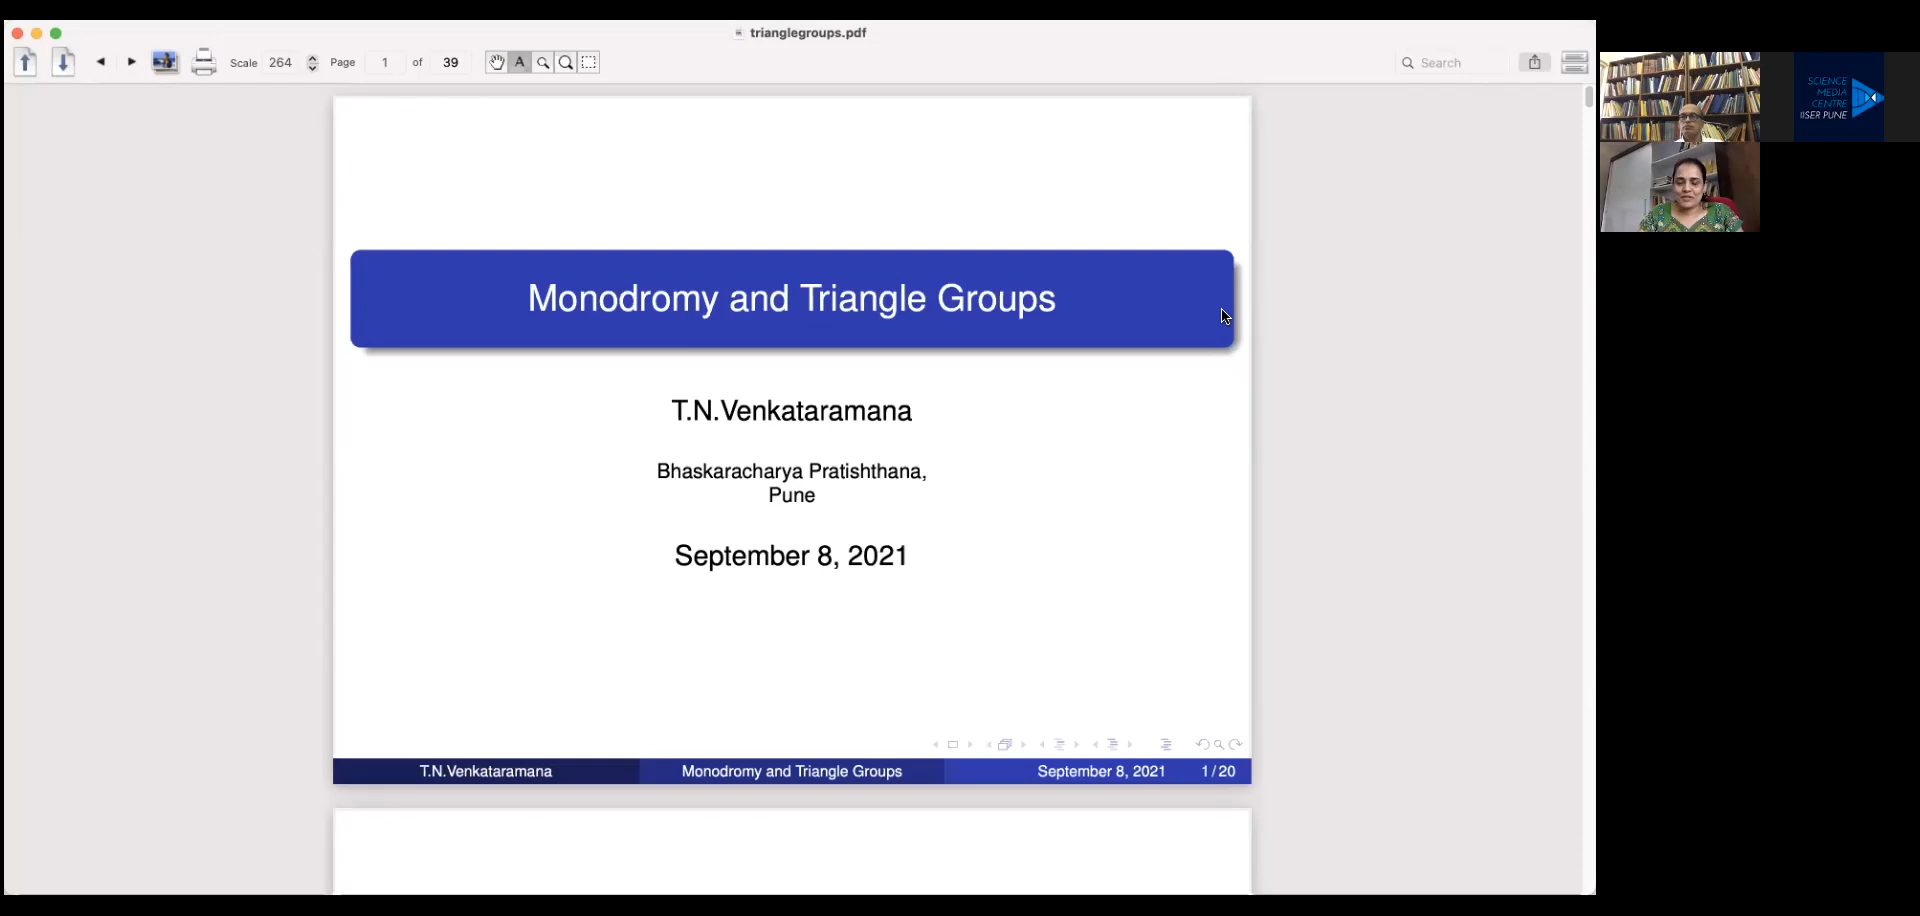 trianglegroups.pdf
Scale 264 Page 1 of 39 A Search
Monodromy and Triangle Groups
T.N.Venkataramana
Bhaskaracharya Pratishthana,
Pune
September 8, 2021
T.N.Venkataramana Monodromy and Triangle Groups September 8, 2021 1 / 20
SCIENCE
MEDIA
CENTRE
IISER PUNE